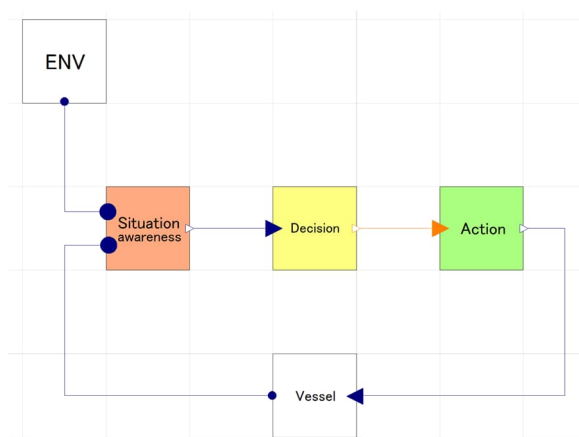 ENV
Situation
awareness
Decision
Action
Vessel